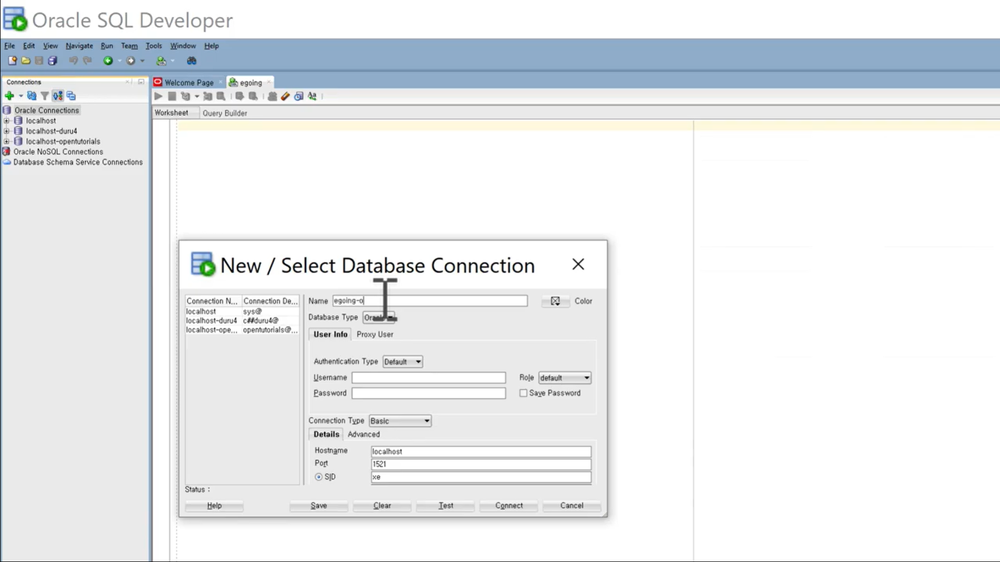 Oracle SQL Developer
File Edit View Navigate Run Team Tools Window Help
Connections
Welcome Page
egoing
Worksheet Query Builder
Oracle Connections
localhost
localhost-duru4
localhost-opentutorials
Oracle NoSQL Connections
Database Schema Service Connections
New / Select Database Connection
Connection N... Connection De...
localhost sys@
localhost-duru4 c##duru4@
localhost-ope... opentutorials@...
Name egoing-o
Color
Database Type
User Info Proxy User
Authentication Type Default
Username
Role default
Password
Save Password
Connection Type Basic
Details Advanced
Hostname localhost
Port 1521
SID xe
Status :
Help Save Clear Test Connect Cancel